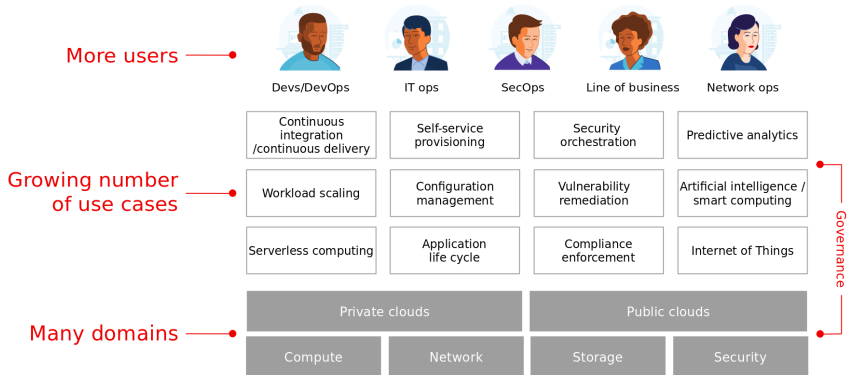 More users
Devs/DevOps
IT ops
SecOps
Line of business
Network ops
Growing number
of use cases
Continuous
integration
/continuous delivery
Self-service
provisioning
Security
orchestration
Predictive analytics
Workload scaling
Configuration
management
Vulnerability
remediation
Artificial intelligence /
smart computing
Serverless computing
Application
life cycle
Compliance
enforcement
Internet of Things
Governance
Many domains
Private clouds
Public clouds
Compute
Network
Storage
Security